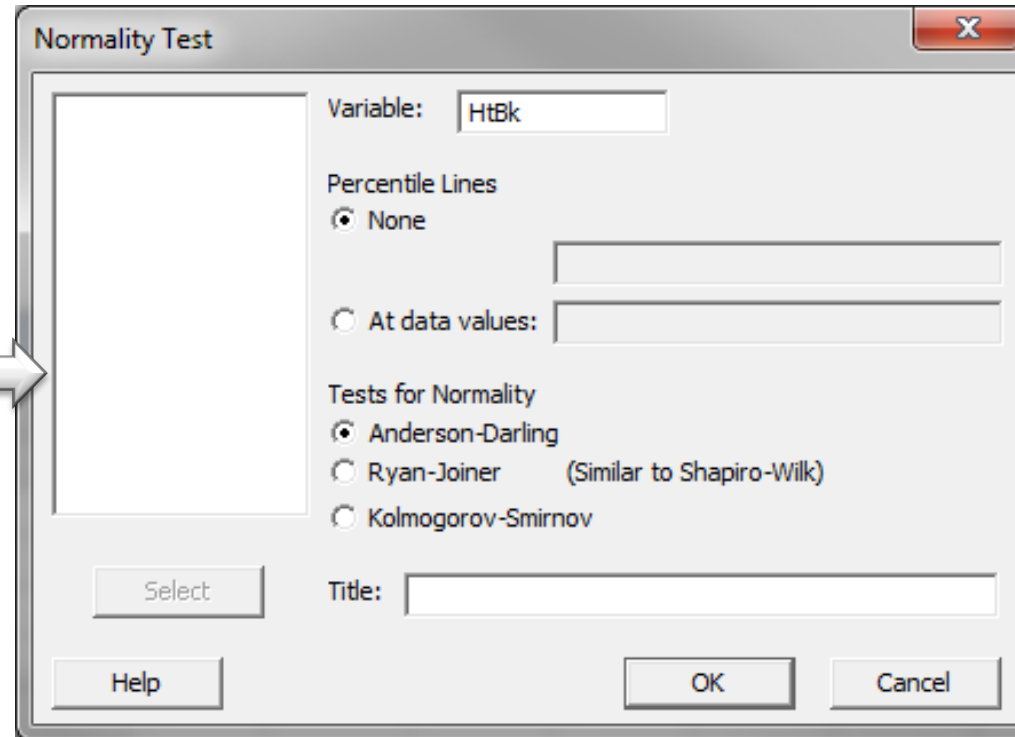 Normality Test
Variable: HtBk
Percentile Lines
None
At data values:
Tests for Normality
Anderson-Darling
Ryan-Joiner (Similar to Shapiro-Wilk)
Kolmogorov-Smirnov
Select
Title:
Help
OK
Cancel